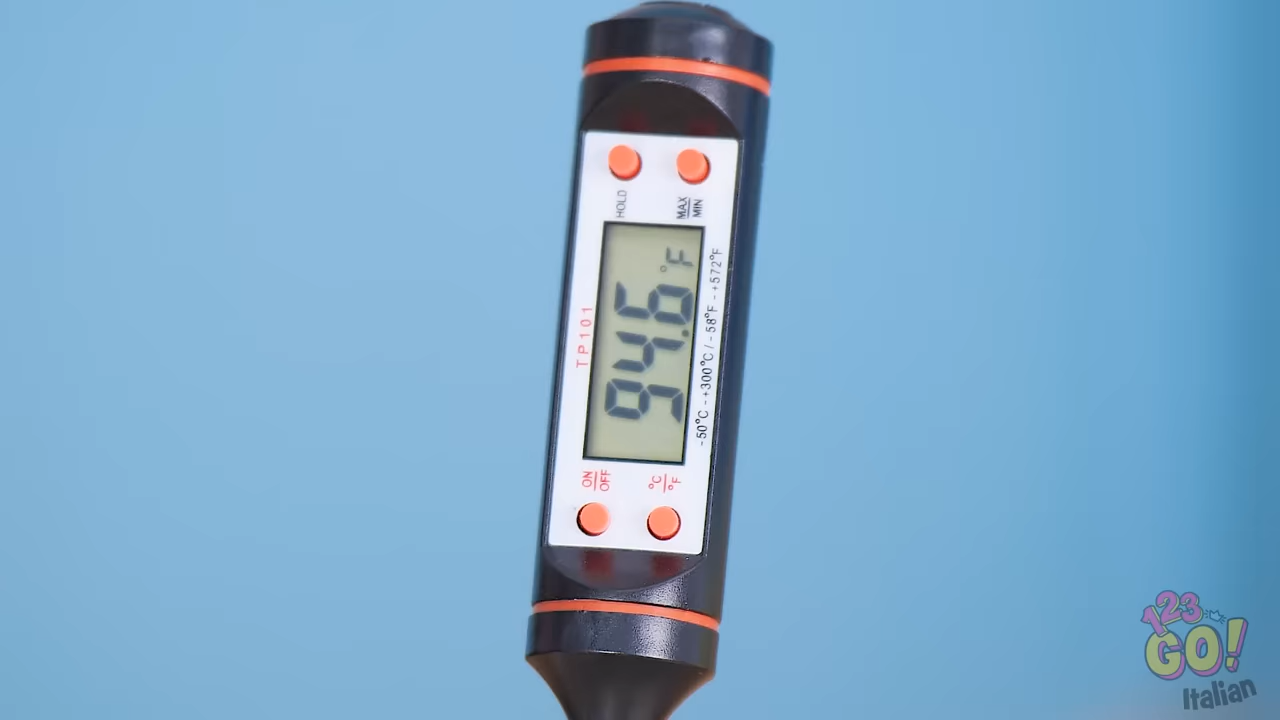 HOLD
MAX
MIN
TP101
94.6 °F
-50°C - +300°C / -58°F - +572°F
ON
OFF
°C
°F
123
GO!
Italian